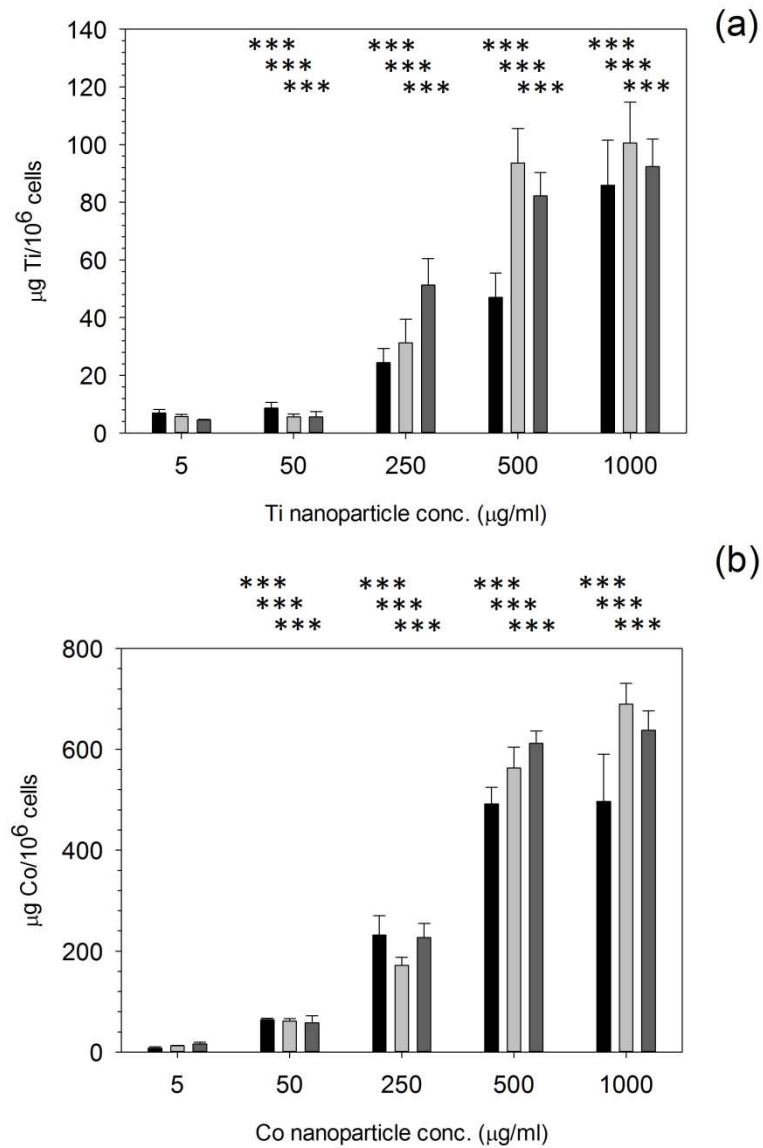 (a)
*** *** *** ***
*** *** *** ***
*** *** *** ***
140
120
100
80
60
40
20
0
μg Ti/10⁶ cells
5 50 250 500 1000
Ti nanoparticle conc. (μg/ml)
(b)
*** *** *** ***
*** *** *** ***
*** *** *** ***
800
600
400
200
0
μg Co/10⁶ cells
5 50 250 500 1000
Co nanoparticle conc. (μg/ml)